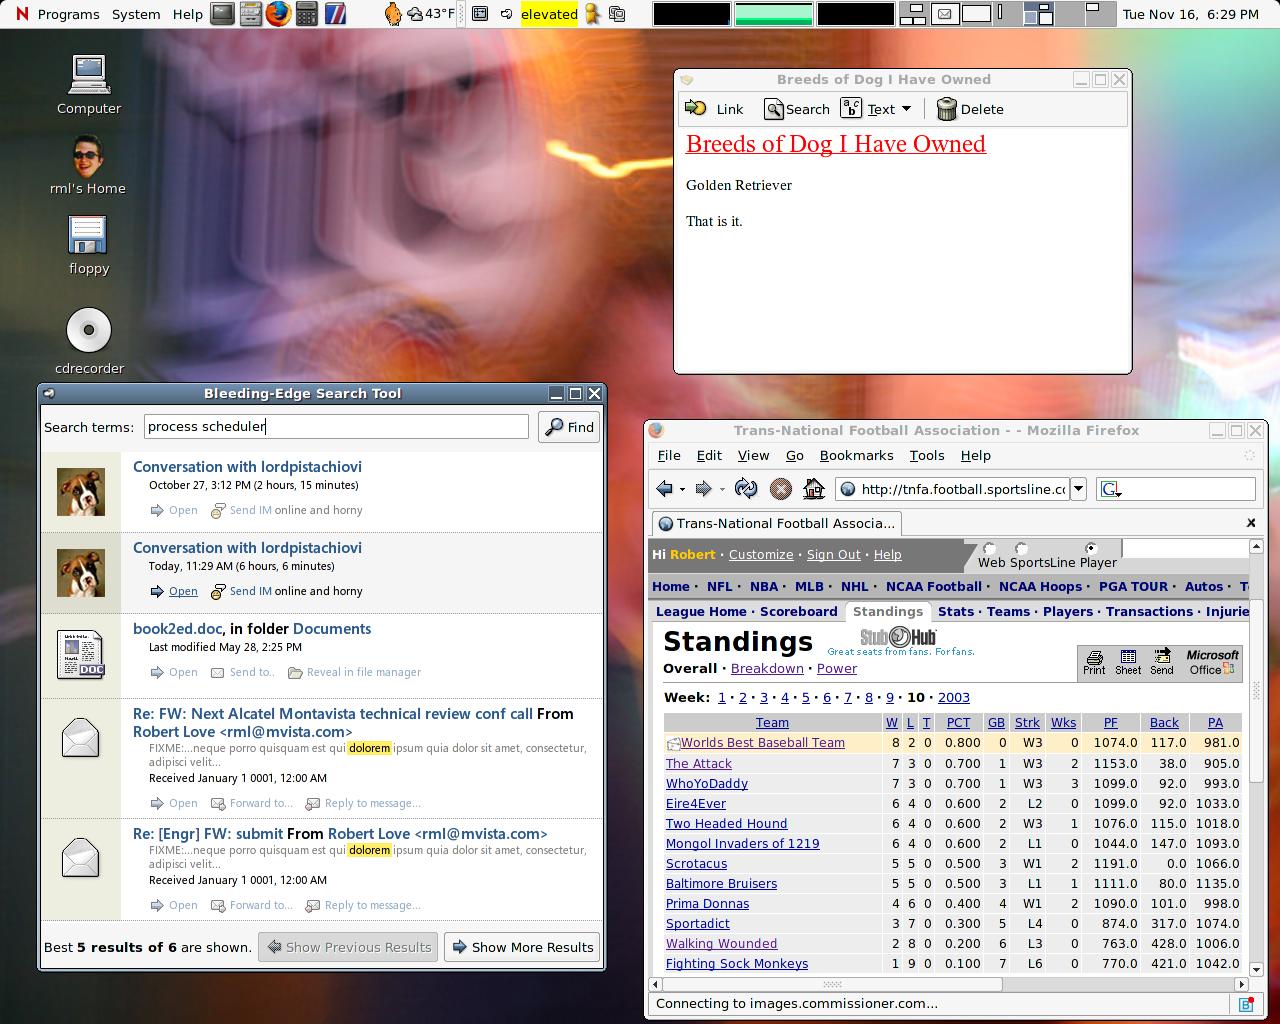 Programs System Help 43°F elevated Tue Nov 16, 6:29 PM
Computer
rml's Home
floppy
cdrecorder
Breeds of Dog I Have Owned
Link Search Text Delete
Breeds of Dog I Have Owned
Golden Retriever
That is it.
Bleeding-Edge Search Tool
Search terms: process scheduler Find
Conversation with lordpistachiovi
October 27, 3:12 PM (2 hours, 15 minutes)
Open Send IM online and horny
Conversation with lordpistachiovi
Today, 11:29 AM (6 hours, 6 minutes)
Open Send IM online and horny
book2ed.doc, in folder Documents
Last modified May 28, 2:25 PM
DOC
Open Send to.. Reveal in file manager
Re: FW: Next Alcatel Montavista technical review conf call From
Robert Love <rml@mvista.com>
FIXME:...neque porro quisquam est qui dolorem ipsum quia dolor sit amet, consectetur,
adipisci velit...
Received January 1 0001, 12:00 AM
Open Forward to... Reply to message...
Re: [Engr] FW: submit From Robert Love <rml@mvista.com>
FIXME:...neque porro quisquam est qui dolorem ipsum quia dolor sit amet, consectetur,
adipisci velit...
Received January 1 0001, 12:00 AM
Open Forward to... Reply to message...
Best 5 results of 6 are shown. Show Previous Results Show More Results
Trans-National Football Association - - Mozilla Firefox
File Edit View Go Bookmarks Tools Help
http://tnfa.football.sportsline.cc G
Trans-National Football Associa...
Hi Robert · Customize · Sign Out · Help
Web SportsLine Player
Home · NFL · NBA · MLB · NHL · NCAA Football · NCAA Hoops · PGA TOUR · Autos ·
League Home · Scoreboard Standings Stats · Teams · Players · Transactions · Injurie
Standings StubHub
Great seats from fans. For fans.
Print Sheet Send Microsoft Office
Overall · Breakdown · Power
Week: 1 · 2 · 3 · 4 · 5 · 6 · 7 · 8 · 9 · 10 · 2003
Team W L T PCT GB Strk Wks PF Back PA
Worlds Best Baseball Team 8 2 0 0.800 0 W3 0 1074.0 117.0 981.0
The Attack 7 3 0 0.700 1 W3 2 1153.0 38.0 905.0
WhoYoDaddy 7 3 0 0.700 1 W3 3 1099.0 92.0 993.0
Eire4Ever 6 4 0 0.600 2 L2 0 1099.0 92.0 1033.0
Two Headed Hound 6 4 0 0.600 2 W3 1 1076.0 115.0 1018.0
Mongol Invaders of 1219 6 4 0 0.600 2 L1 0 1044.0 147.0 1093.0
Scrotacus 5 5 0 0.500 3 W1 2 1191.0 0.0 1066.0
Baltimore Bruisers 5 5 0 0.500 3 L1 1 1111.0 80.0 1135.0
Prima Donnas 4 6 0 0.400 4 W1 2 1090.0 101.0 998.0
Sportadict 3 7 0 0.300 5 L4 0 874.0 317.0 1074.0
Walking Wounded 2 8 0 0.200 6 L3 0 763.0 428.0 1006.0
Fighting Sock Monkeys 1 9 0 0.100 7 L6 0 770.0 421.0 1042.0
Connecting to images.commissioner.com...